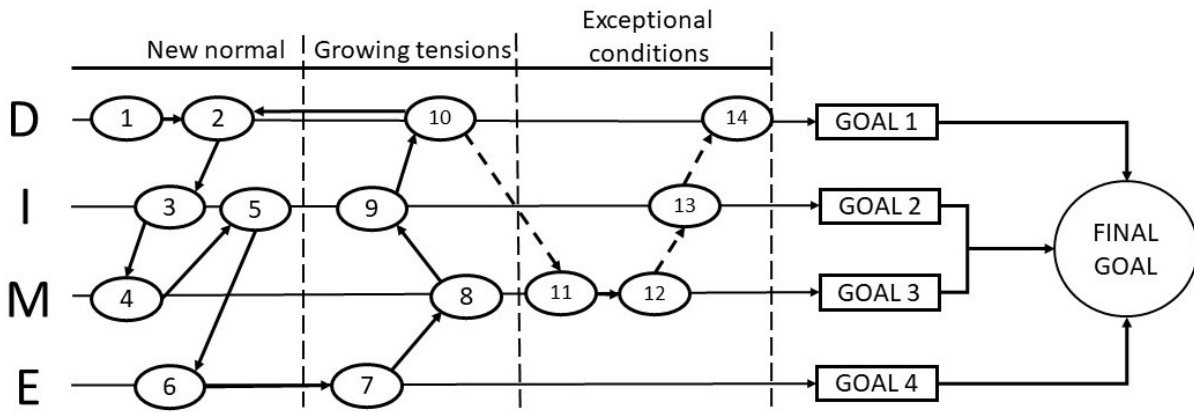 Exceptional
New normal Growing tensions conditions
D 1 2 10 14 GOAL 1
I 3 5 9 13 GOAL 2
FINAL
GOAL
M 4 8 11 12 GOAL 3
E 6 7 GOAL 4